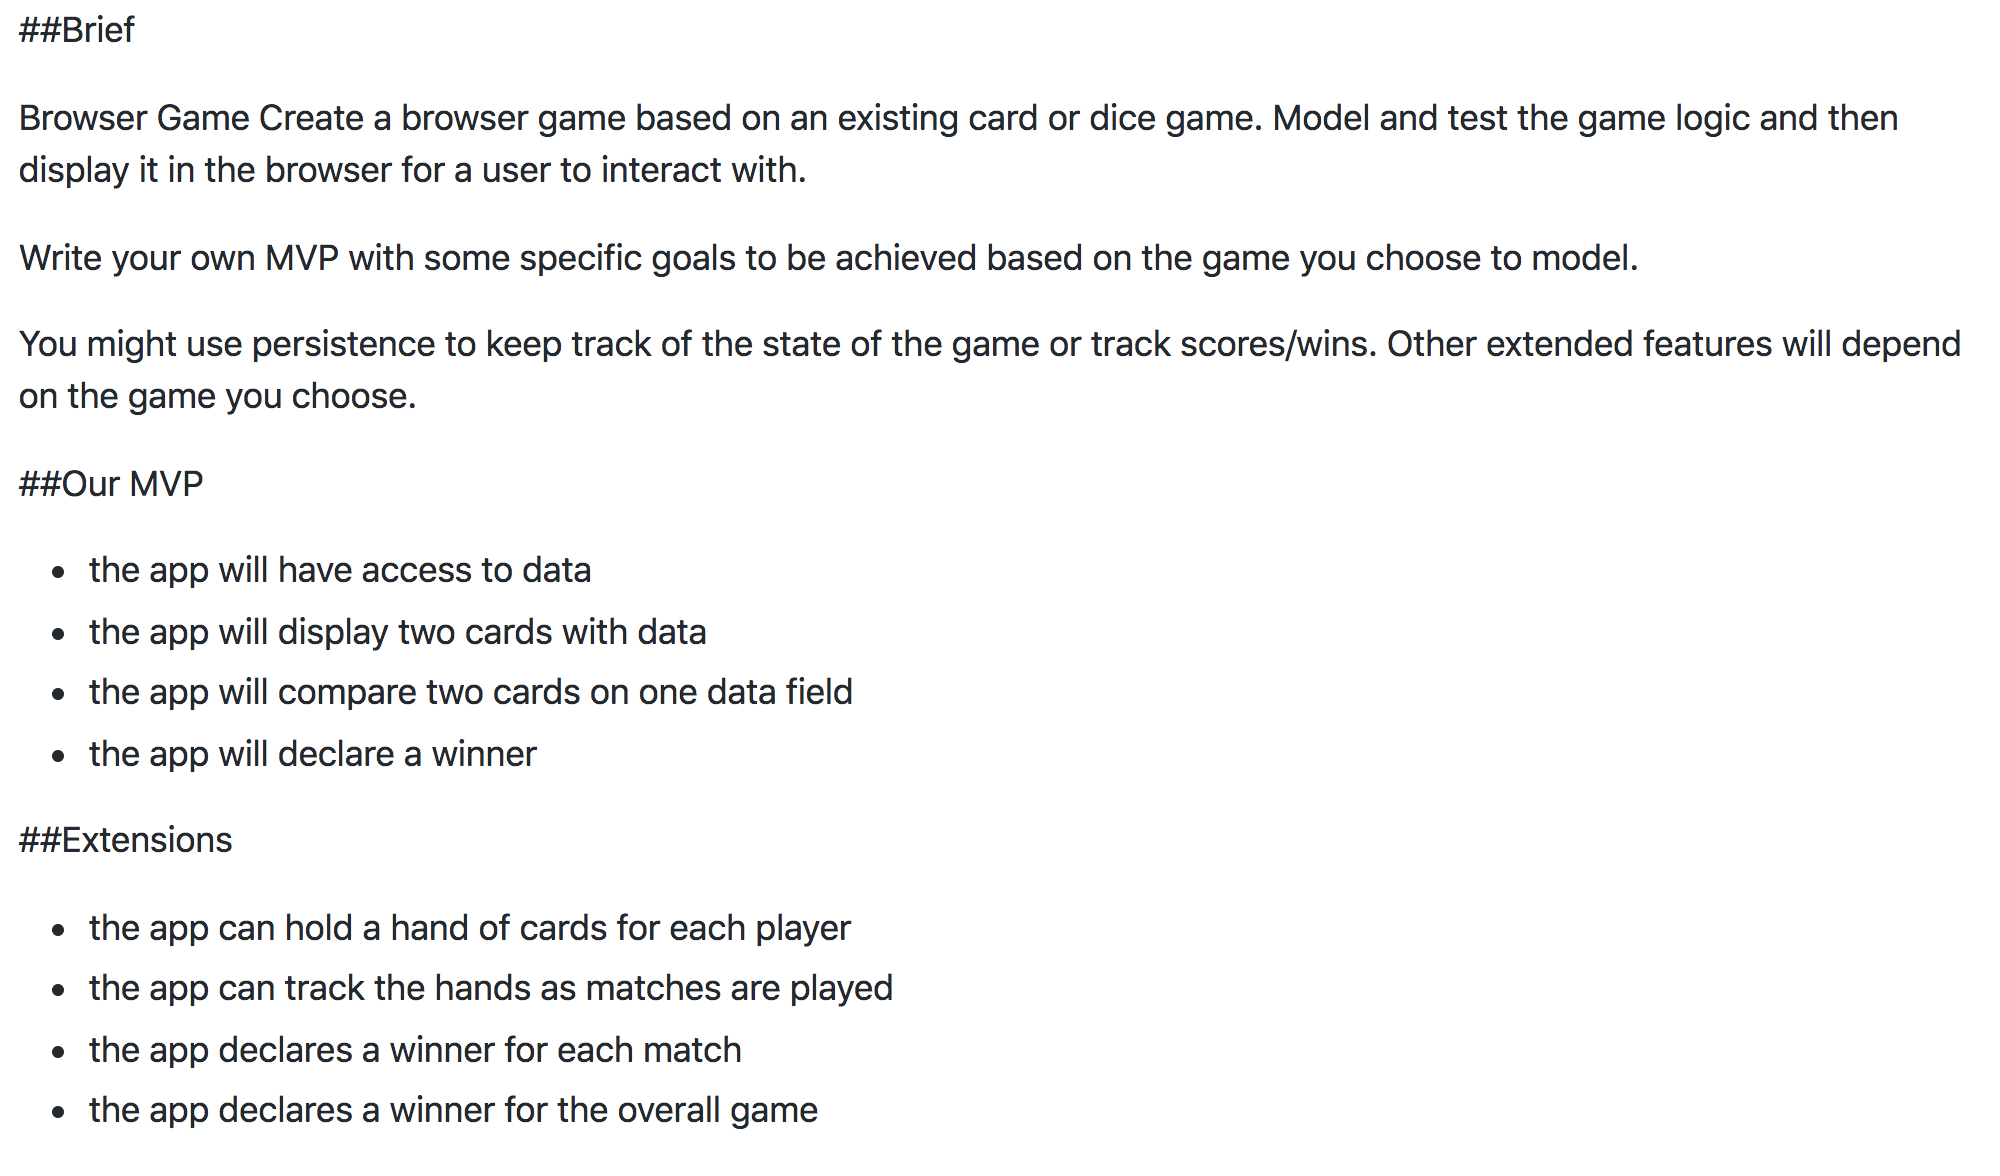 ##Brief
Browser Game Create a browser game based on an existing card or dice game. Model and test the game logic and then
display it in the browser for a user to interact with.
Write your own MVP with some specific goals to be achieved based on the game you choose to model.
You might use persistence to keep track of the state of the game or track scores/wins. Other extended features will depend
on the game you choose.
##Our MVP
• the app will have access to data
• the app will display two cards with data
• the app will compare two cards on one data field
• the app will declare a winner
##Extensions
• the app can hold a hand of cards for each player
• the app can track the hands as matches are played
• the app declares a winner for each match
• the app declares a winner for the overall game